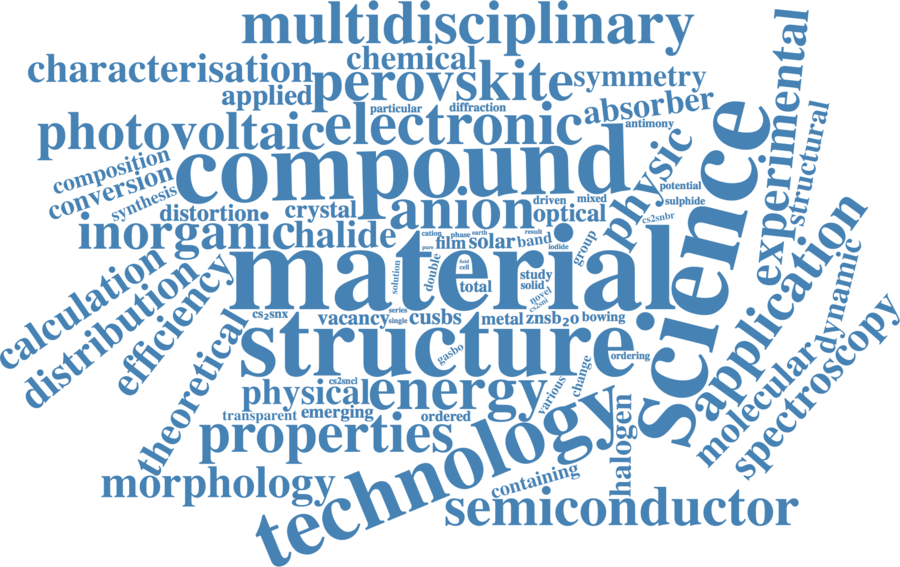 multidisciplinary
chemical
characterisation
perovskite
symmetry
applied
particular
diffraction
absorber
experimental
photovoltaic
electronic
antimony
structural
composition
compound
physic
Science
conversion
synthesis
potential
distortion
crystal
anion
driven
mixed
optical
sulphide
cs2snbr
inorganic
halide
cation
phase
earth
result
pure
film
solar
band
iodide
group
calculation
distribution
efficiency
material
solution
double
fluid
cell
total
study
solid
novel
cs2sni
application
dynamic
cs₂snx
vacancy
series
single
cusbs
metal
znsb₂o
bowing
theoretical
structure
gasbo
ordering
molecular
spectroscopy
physical
cs2sncl
energy
various
change
transparent
emerging
ordered
properties
technology
halogen
morphology
containing
semiconductor